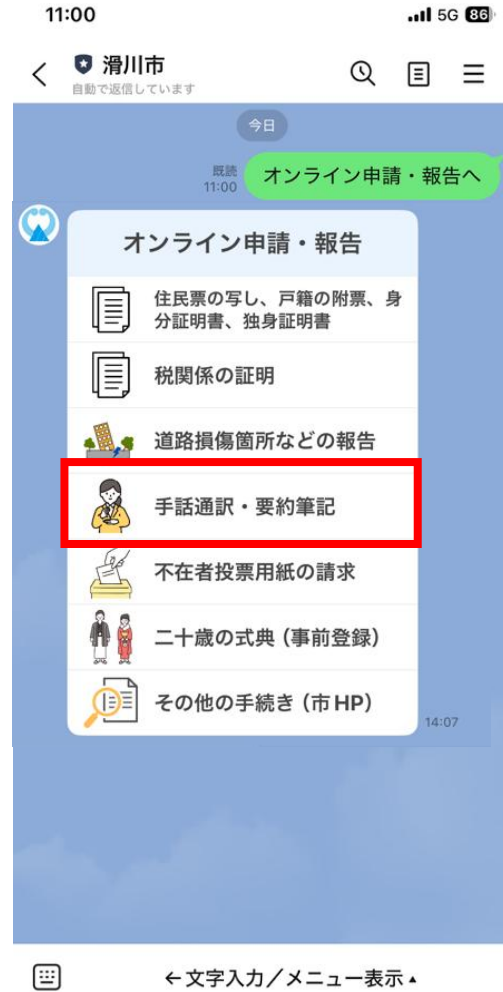 11:00
5G 86
滑川市
自動で返信しています
今日
既読
11:00
オンライン申請・報告へ
オンライン申請・報告
住民票の写し、戸籍の附票、身
分証明書、独身証明書
税関係の証明
道路損傷箇所などの報告
手話通訳・要約筆記
不在者投票用紙の請求
二十歳の式典（事前登録）
その他の手続き（市HP）
14:07
←文字入力／メニュー表示▲